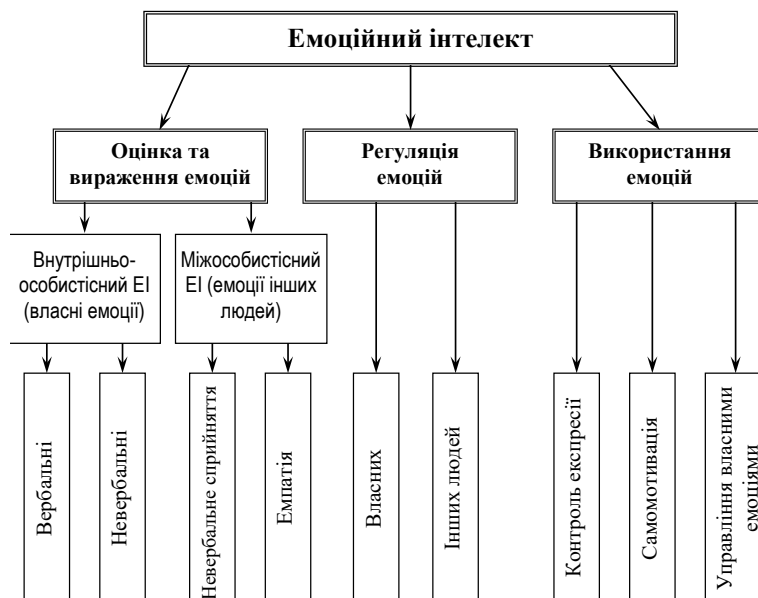 Емоційний інтелект
Оцінка та
вираження емоцій
Регуляція
емоцій
Використання
емоцій
Внутрішньо-
особистісний ЕІ
(власні емоції)
Міжособистісний
ЕІ (емоції інших
людей)
Вербальні
Невербальні
Невербальне сприйняття
Емпатія
Власних
Інших людей
Контроль експресії
Самомотивація
Управління власними
емоціями